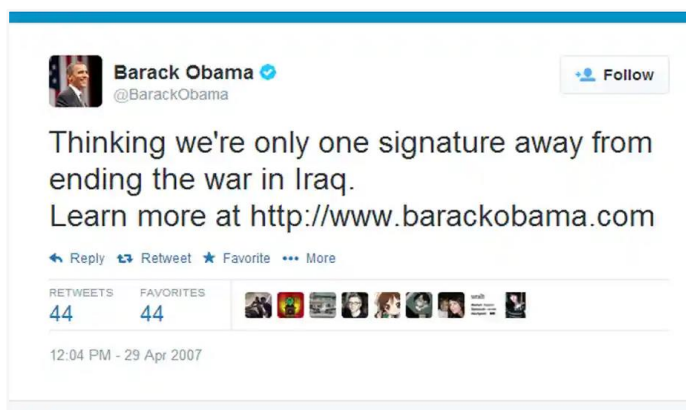 Barack Obama
@BarackObama
Follow
Thinking we're only one signature away from
ending the war in Iraq.
Learn more at http://www.barackobama.com
Reply Retweet Favorite More
RETWEETS FAVORITES
44 44
12:04 PM - 29 Apr 2007